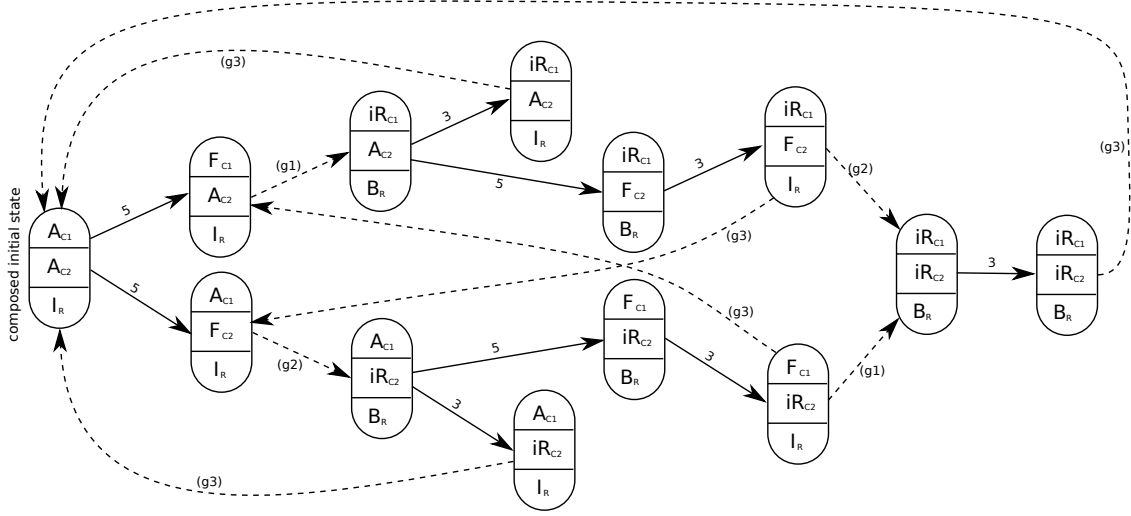 composed initial state
A C1
A C2
I R
5
5
F C1
A C2
I R
A C1
F C2
I R
(g3)
(g1)
(g2)
(g3)
iR C1
A C2
B R
A C1
iR C2
B R
3
5
5
3
iR C1
A C2
I R
A C1
iR C2
I R
iR C1
F C2
B R
F C1
iR C2
B R
3
3
(g3)
(g3)
iR C1
F C2
I R
F C1
iR C2
I R
(g2)
(g1)
iR C1
iR C2
B R
3
iR C1
iR C2
B R
(g3)